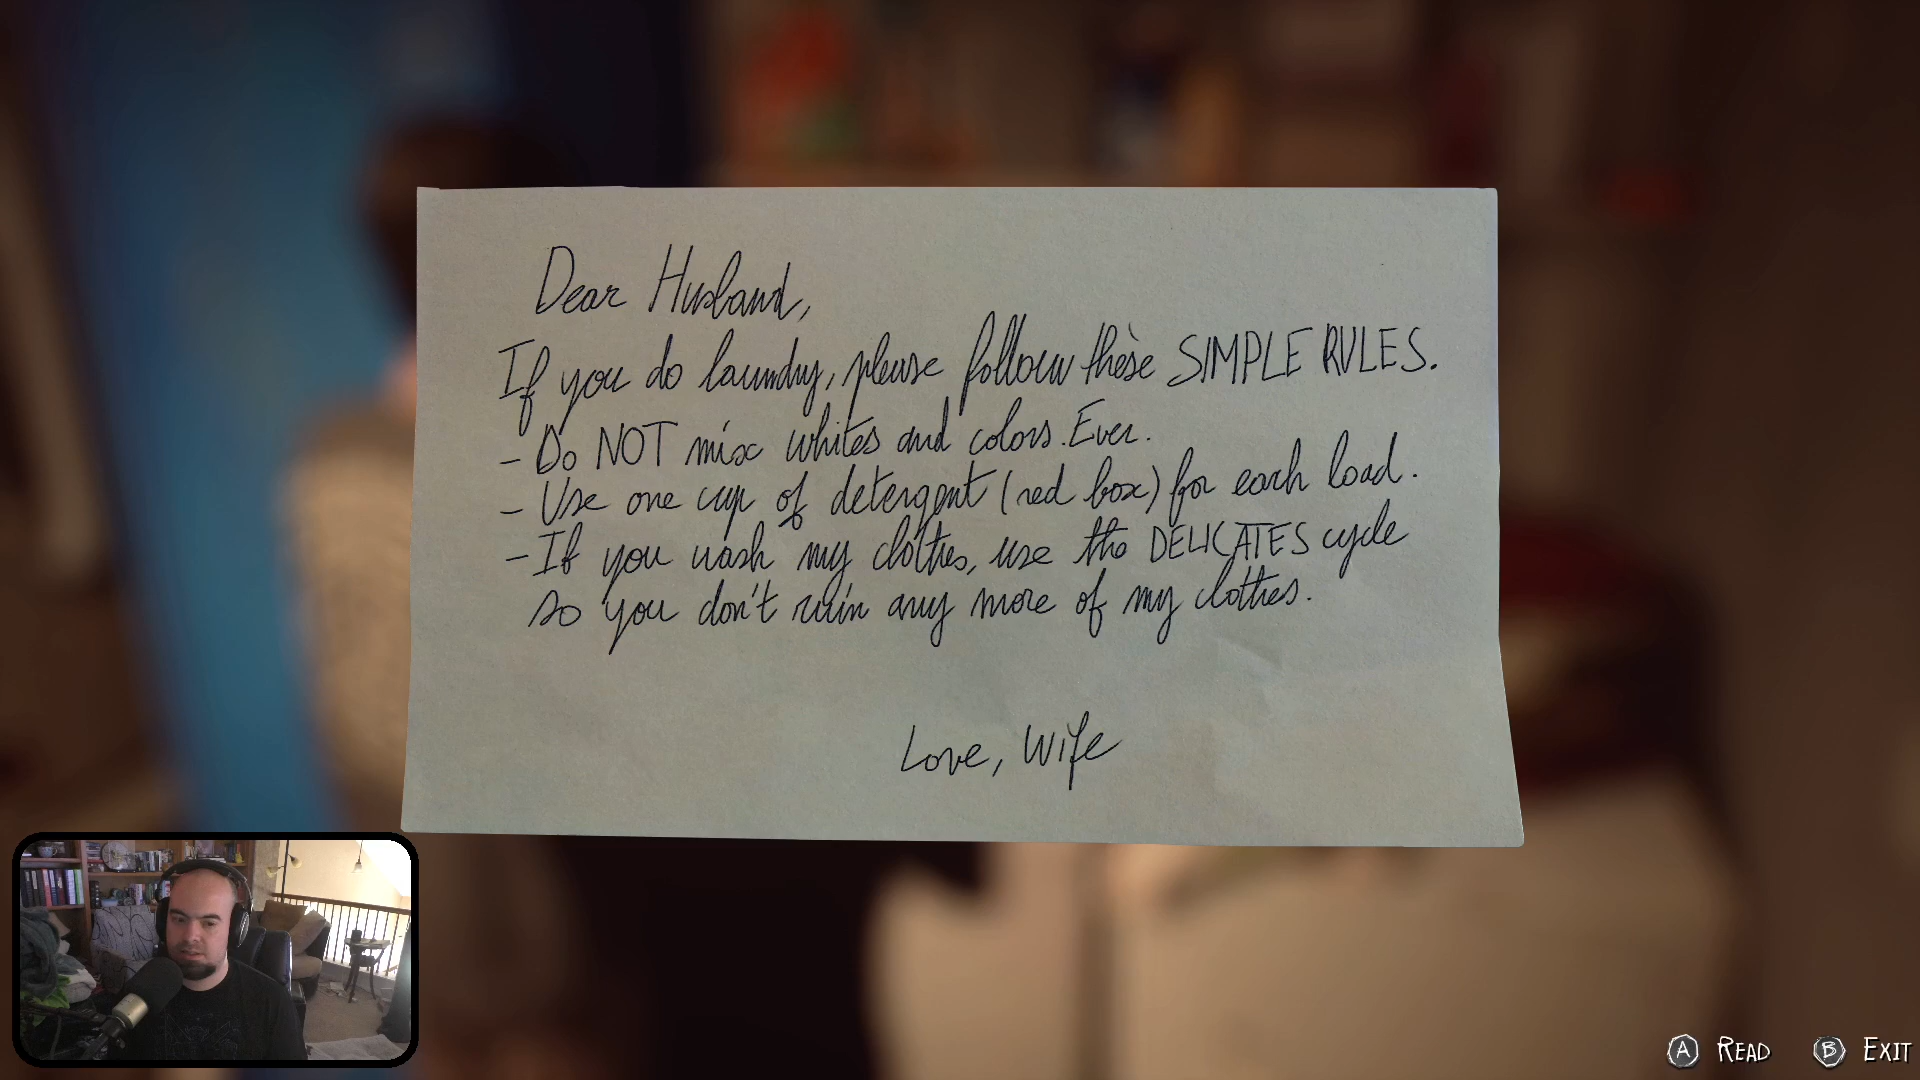 Dear Husband,
If you do laundry, please follow these SIMPLE RULES.
- Do NOT mix whites and colors. Ever.
- Use one cup of detergent (red box) for each load.
- If you wash my clothes, use the DELICATES cycle
so you don't ruin any more of my clothes.
Love, Wife
A READ B EXIT